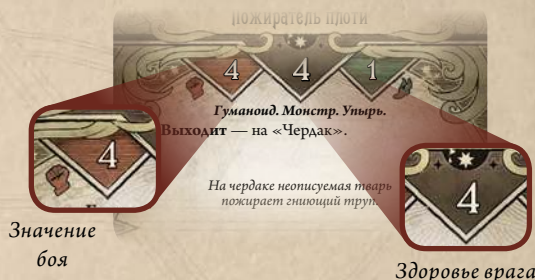 пожиратель плоти
4
4
1
Гуманоид. Монстр. Упырь.
Выходит — на «Чердак».
На чердаке неописуемая тварь
пожирает гниющий труп.
4
4
Значение
боя
Здоровье врага